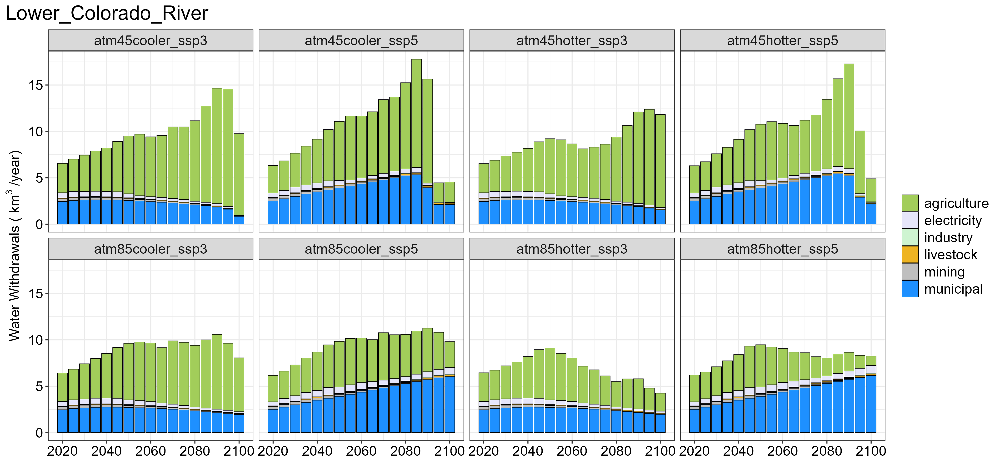 Lower_Colorado_River
atm45cooler_ssp3
atm45cooler_ssp5
atm45hotter_ssp3
atm45hotter_ssp5
15
10
5
0
Water Withdrawals ( km³ /year)
agriculture
electricity
industry
livestock
mining
municipal
atm85cooler_ssp3
atm85cooler_ssp5
atm85hotter_ssp3
atm85hotter_ssp5
15
10
5
0
2020 2040 2060 2080 2100 2020 2040 2060 2080 2100 2020 2040 2060 2080 2100 2020 2040 2060 2080 2100